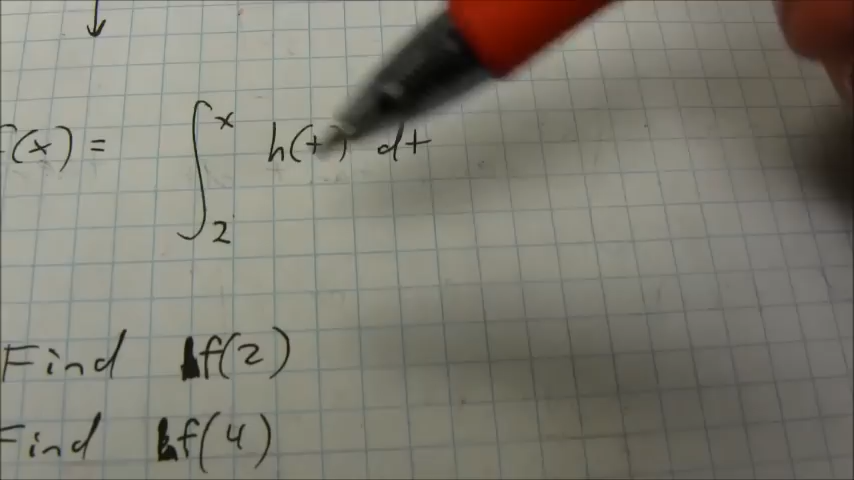 f(x) = ∫₂ˣ h(t) dt
Find f(2)
Find f(4)